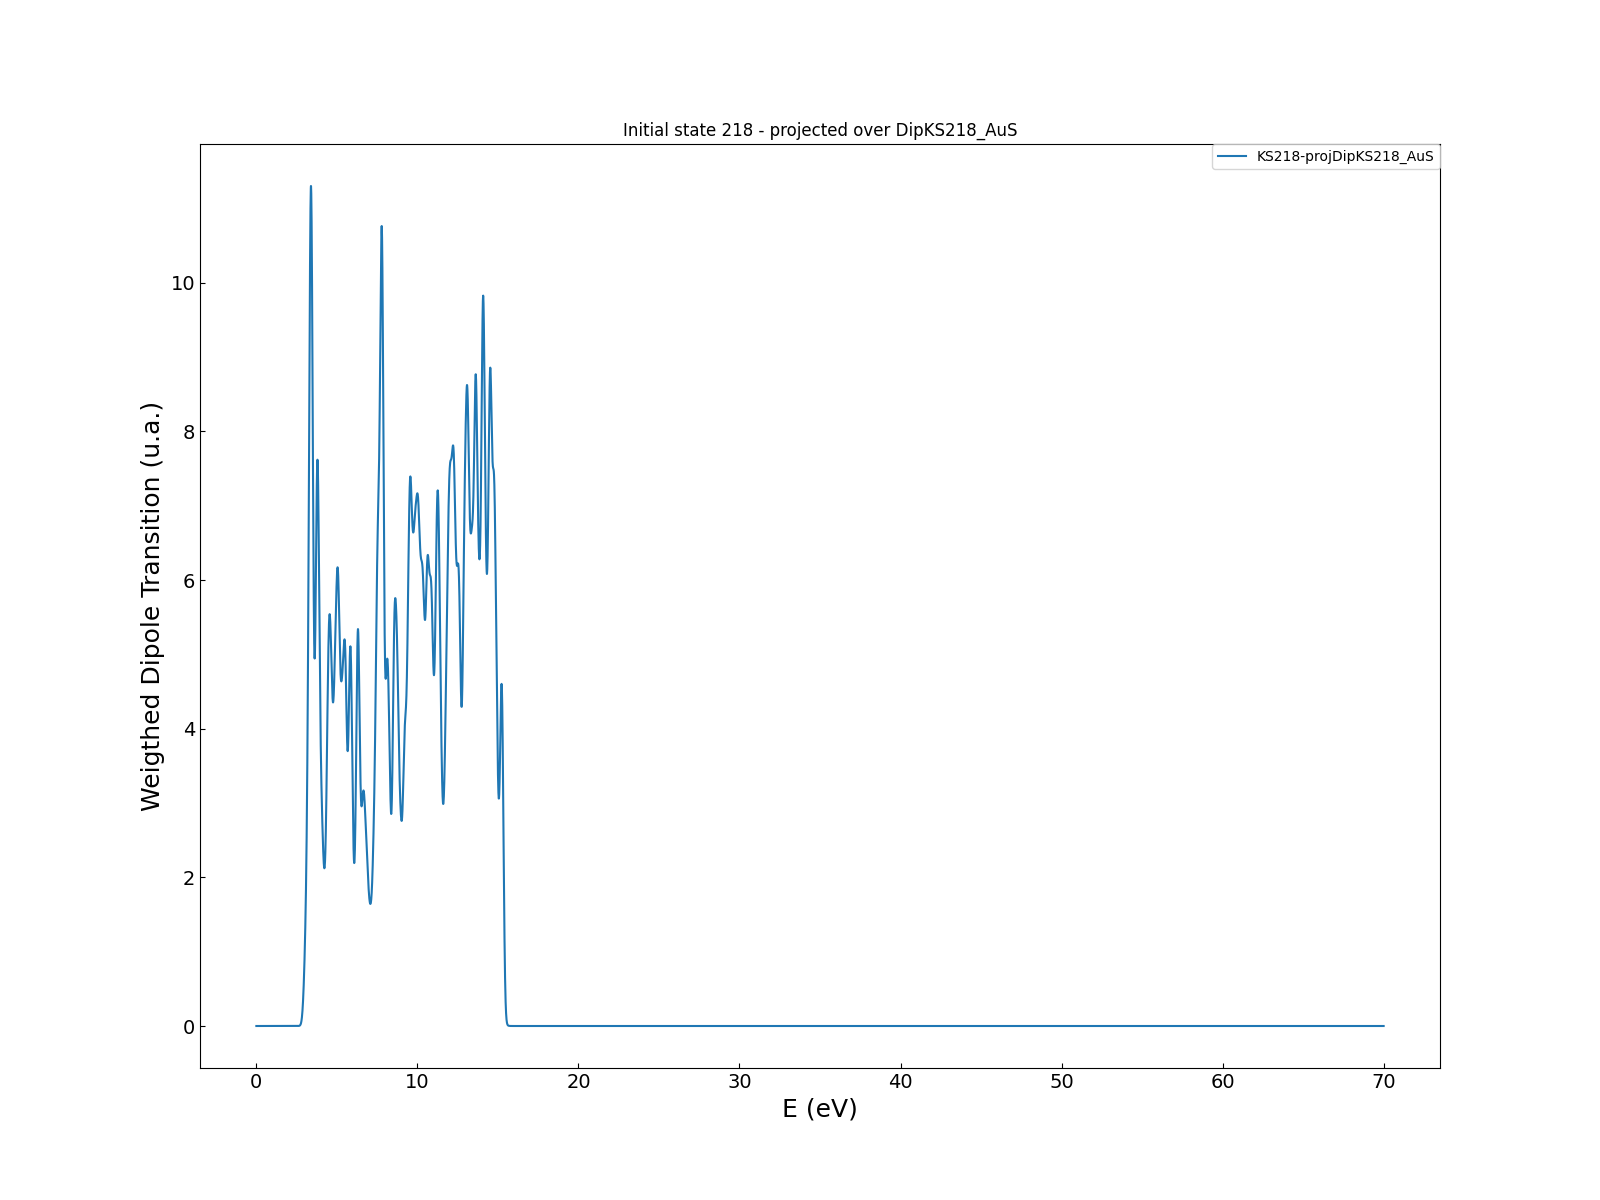 Initial state 218 - projected over DipKS218_AuS
KS218-projDipKS218_AuS
Weigthed Dipole Transition (u.a.)
10
8
6
4
2
0
0 10 20 30 40 50 60 70
E (eV)